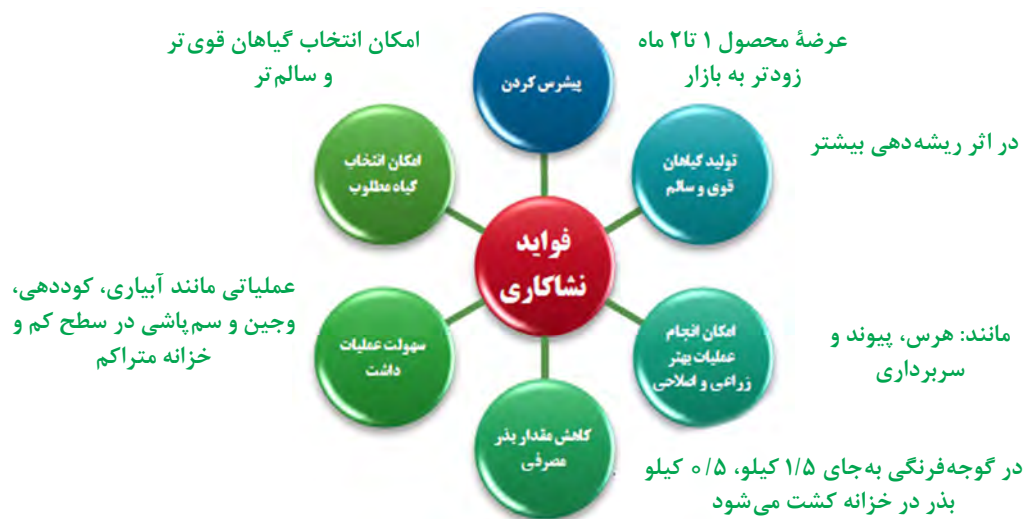 فواید
نشاکاری
پیشرس کردن
عرضهٔ محصول ۱ تا۲ ماه
زودتر به بازار
تولید گیاهان
قوی و سالم
در اثر ریشه‌دهی بیشتر
امکان انجام
عملیات بهتر
زراعی و اصلاحی
مانند: هرس، پیوند و
سربرداری
کاهش مقدار بذر
مصرفی
در گوجه‌فرنگی به‌جای ۱/۵ کیلو، ۰/۵ کیلو
بذر در خزانه کشت می‌شود
سهولت عملیات
داشت
عملیاتی مانند آبیاری، کوددهی،
وجین و سم‌پاشی در سطح کم و
خزانه متراکم
امکان انتخاب
گیاه مطلوب
امکان انتخاب گیاهان قوی‌تر
و سالم‌تر